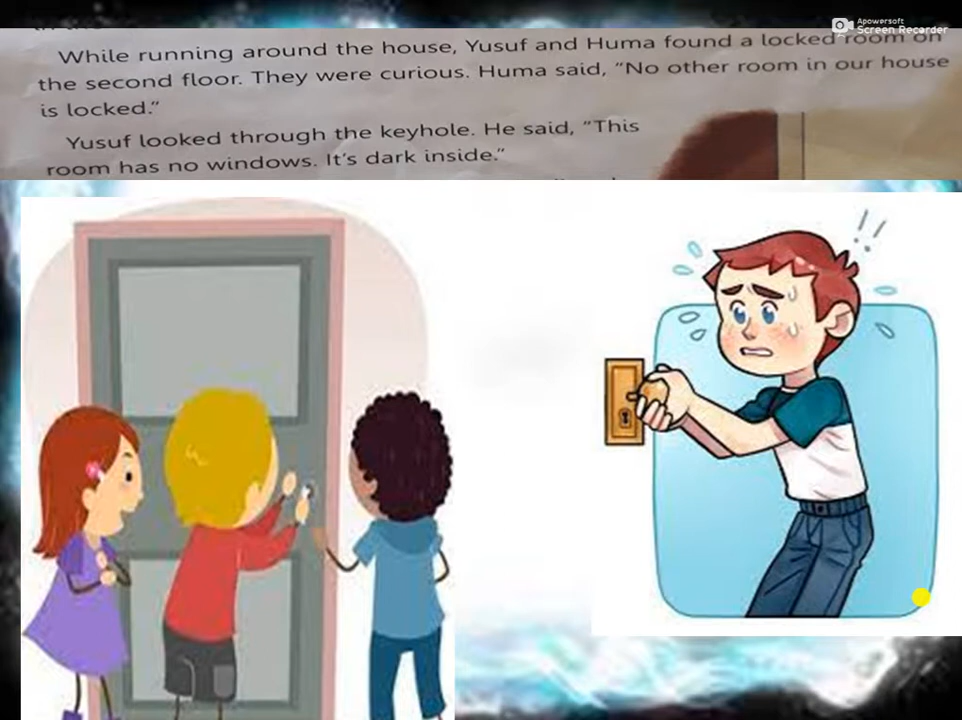 Apowersoft
Screen Recorder
While running around the house, Yusuf and Huma found a locked room on
the second floor. They were curious. Huma said, “No other room in our house
is locked.”
Yusuf looked through the keyhole. He said, “This
room has no windows. It’s dark inside.”